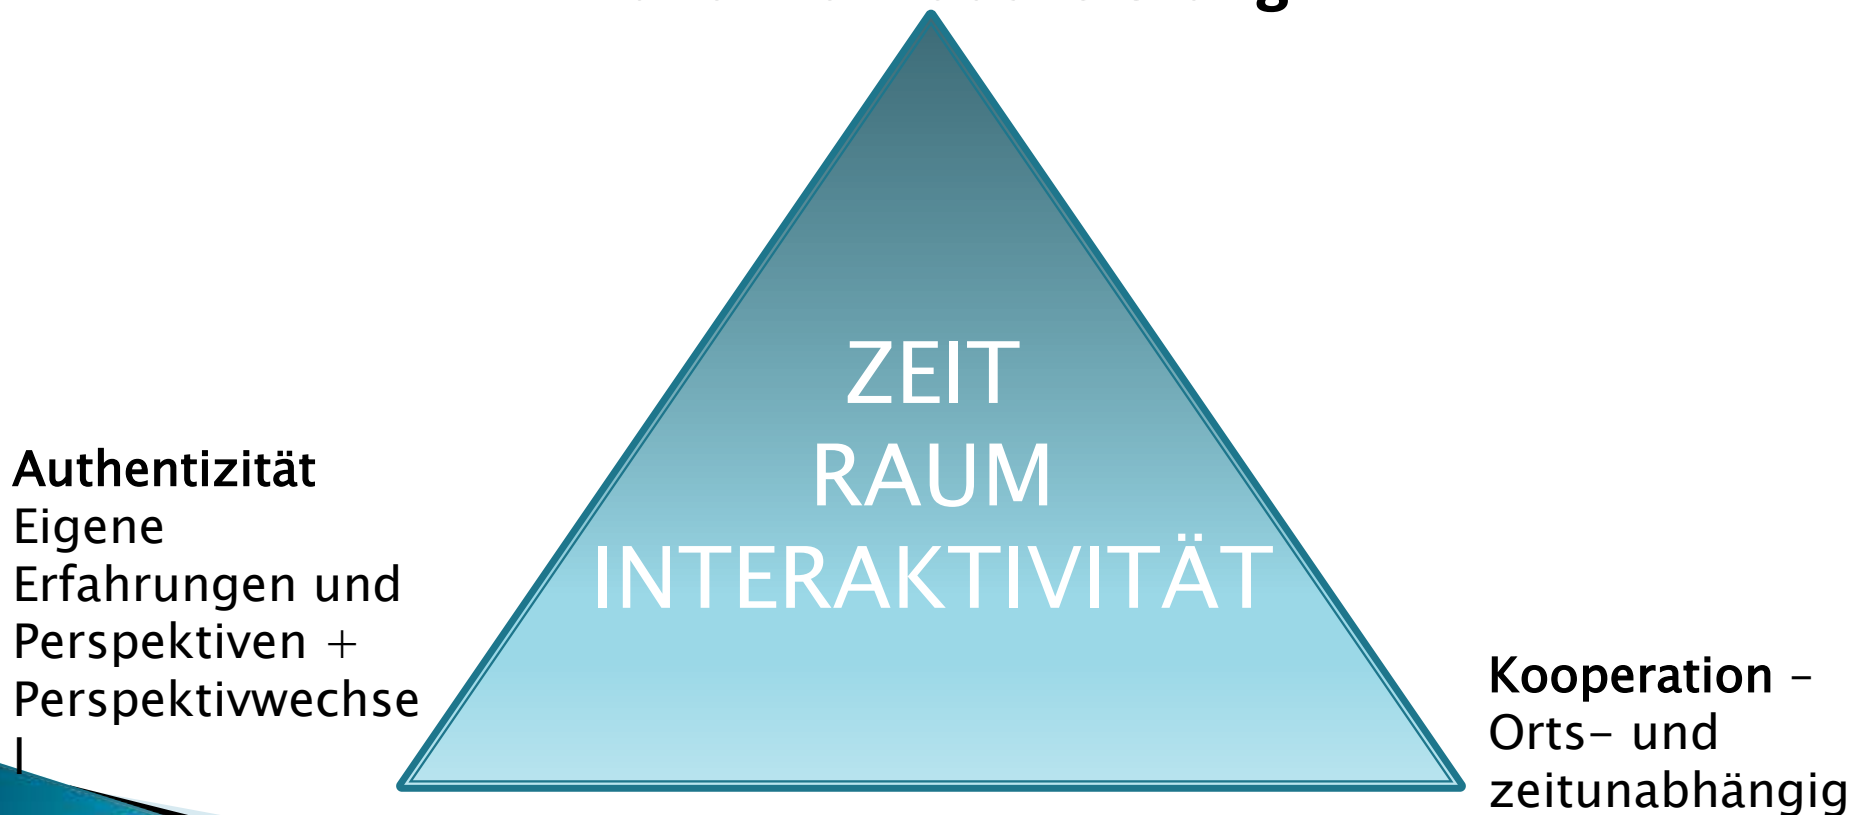 ZEIT
RAUM
INTERAKTIVITÄT
Authentizität
Eigene
Erfahrungen und
Perspektiven +
Perspektivwechse
l
Kooperation –
Orts- und
zeitunabhängig